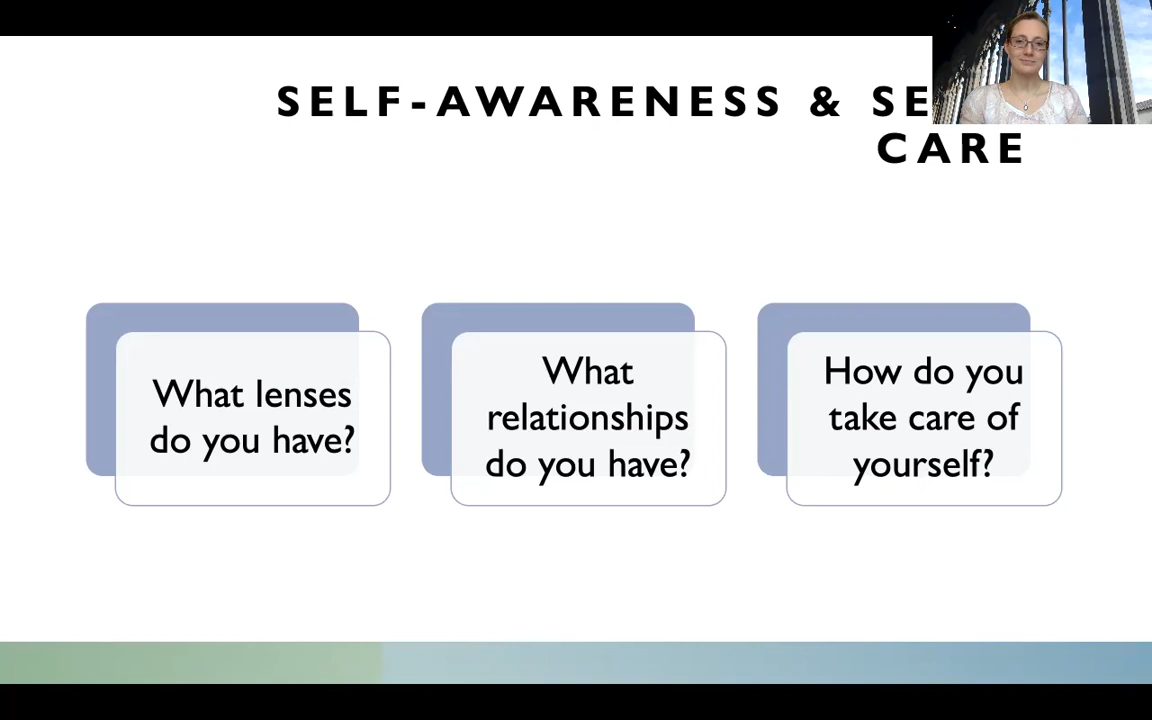 SELF-AWARENESS & SE
CARE
What lenses
do you have?
What
relationships
do you have?
How do you
take care of
yourself?